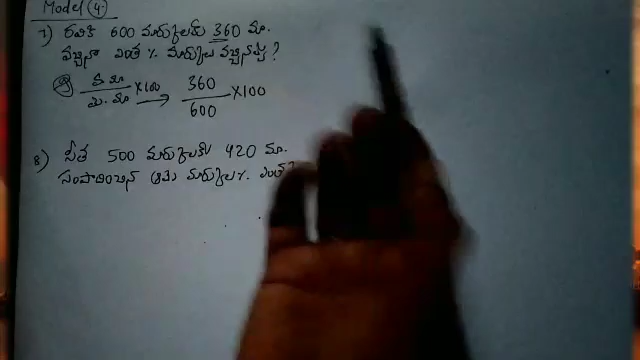 Model (4)
7) రవికి 600 మార్కులకు 360 మా.
వచ్చినా ఎంత % మార్కులు వచ్చినట్లు?
వ.మా / మొ.మా ×100 → 360 / 600 ×100
8) సీత 500 మార్కులకు 420 మా.
సంపాదించిన మార్కుల %